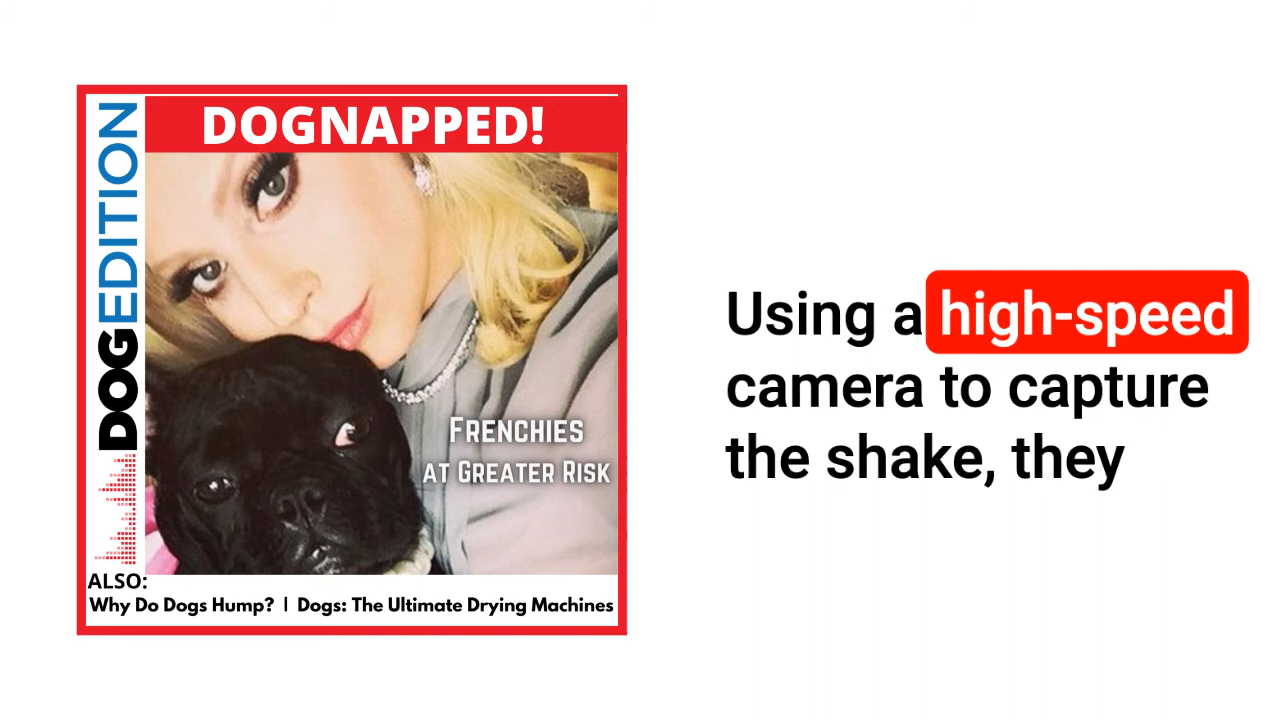 DOGNAPPED!
DOGEDITION
FRENCHIES
AT GREATER RISK
ALSO:
Why Do Dogs Hump? | Dogs: The Ultimate Drying Machines
Using a high-speed
camera to capture
the shake, they